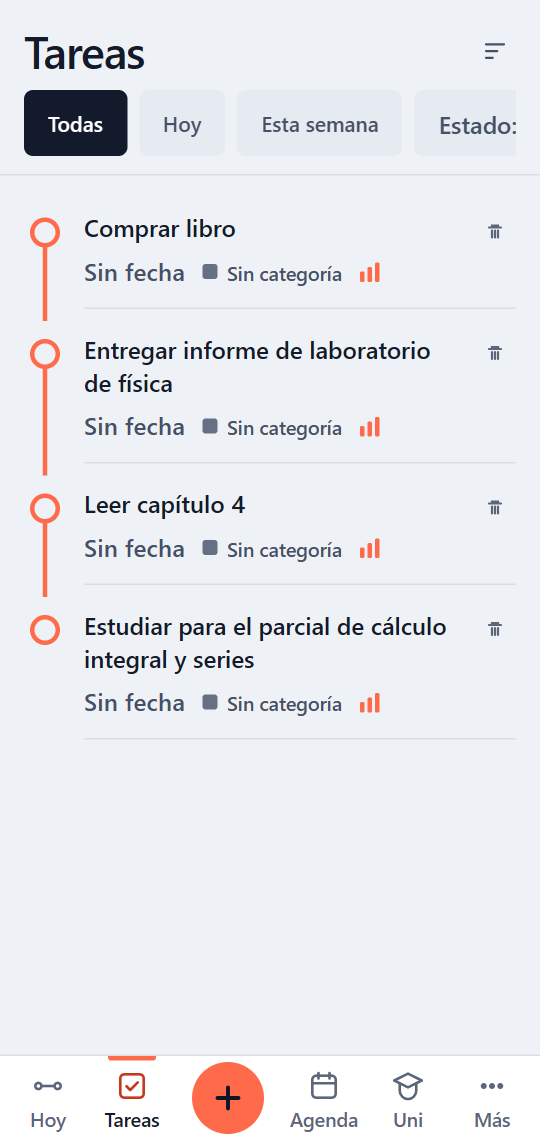 Tareas
Todas
Hoy
Esta semana
Estado:
Comprar libro
Sin fecha Sin categoría
Entregar informe de laboratorio
de física
Sin fecha Sin categoría
Leer capítulo 4
Sin fecha Sin categoría
Estudiar para el parcial de cálculo
integral y series
Sin fecha Sin categoría
Hoy
Tareas
Agenda
Uni
Más